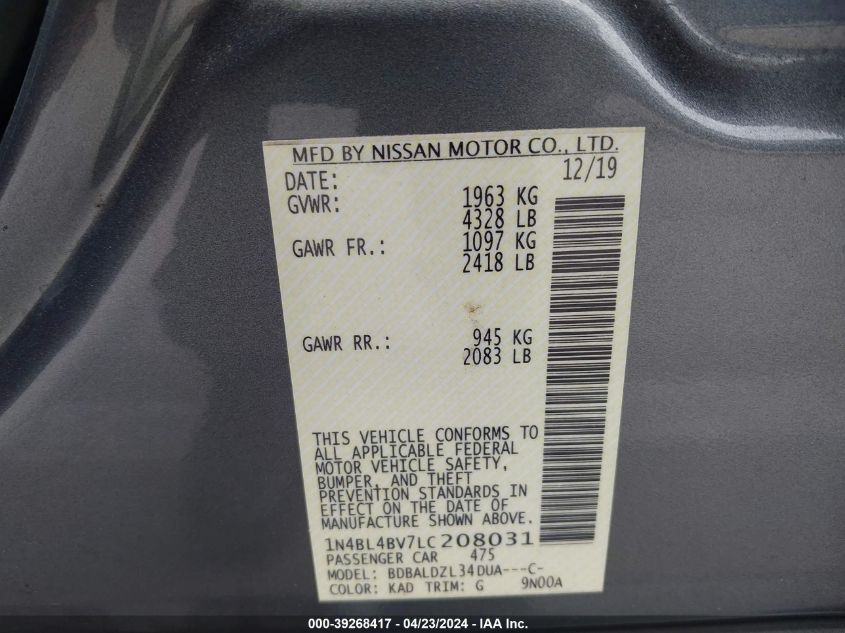 MFD BY NISSAN MOTOR CO., LTD.
DATE: 12/19
GVWR: 1963 KG
4328 LB
GAWR FR.: 1097 KG
2418 LB
GAWR RR.: 945 KG
2083 LB
THIS VEHICLE CONFORMS TO
ALL APPLICABLE FEDERAL
MOTOR VEHICLE SAFETY,
BUMPER, AND THEFT
PREVENTION STANDARDS IN
EFFECT ON THE DATE OF
MANUFACTURE SHOWN ABOVE.
1N4BL4BV7LC208031
PASSENGER CAR 475
MODEL: BDBALDZL34DUA---C-
COLOR: KAD TRIM: G 9N00A
000-39268417 - 04/23/2024 - IAA Inc.